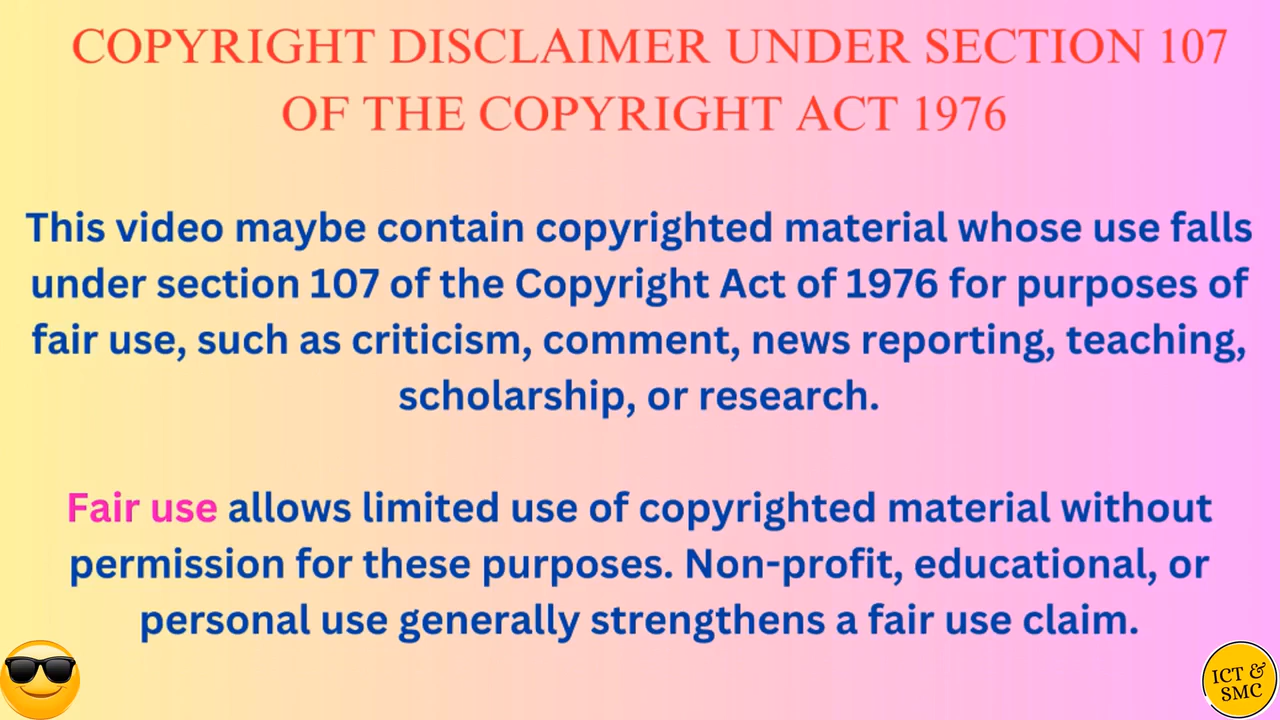 COPYRIGHT DISCLAIMER UNDER SECTION 107
OF THE COPYRIGHT ACT 1976
This video maybe contain copyrighted material whose use falls
under section 107 of the Copyright Act of 1976 for purposes of
fair use, such as criticism, comment, news reporting, teaching,
scholarship, or research.
Fair use allows limited use of copyrighted material without
permission for these purposes. Non-profit, educational, or
personal use generally strengthens a fair use claim.
ICT &
SMC